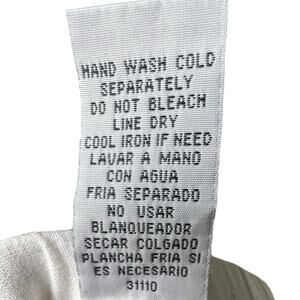 HAND WASH COLD
SEPARATELY
DO NOT BLEACH
LINE DRY
COOL IRON IF NEED
LAVAR A MANO
CON AGUA
FRIA SEPARADO
NO USAR
BLANQUEADOR
SECAR COLGADO
PLANCHA FRIA SI
ES NECESARIO
31110